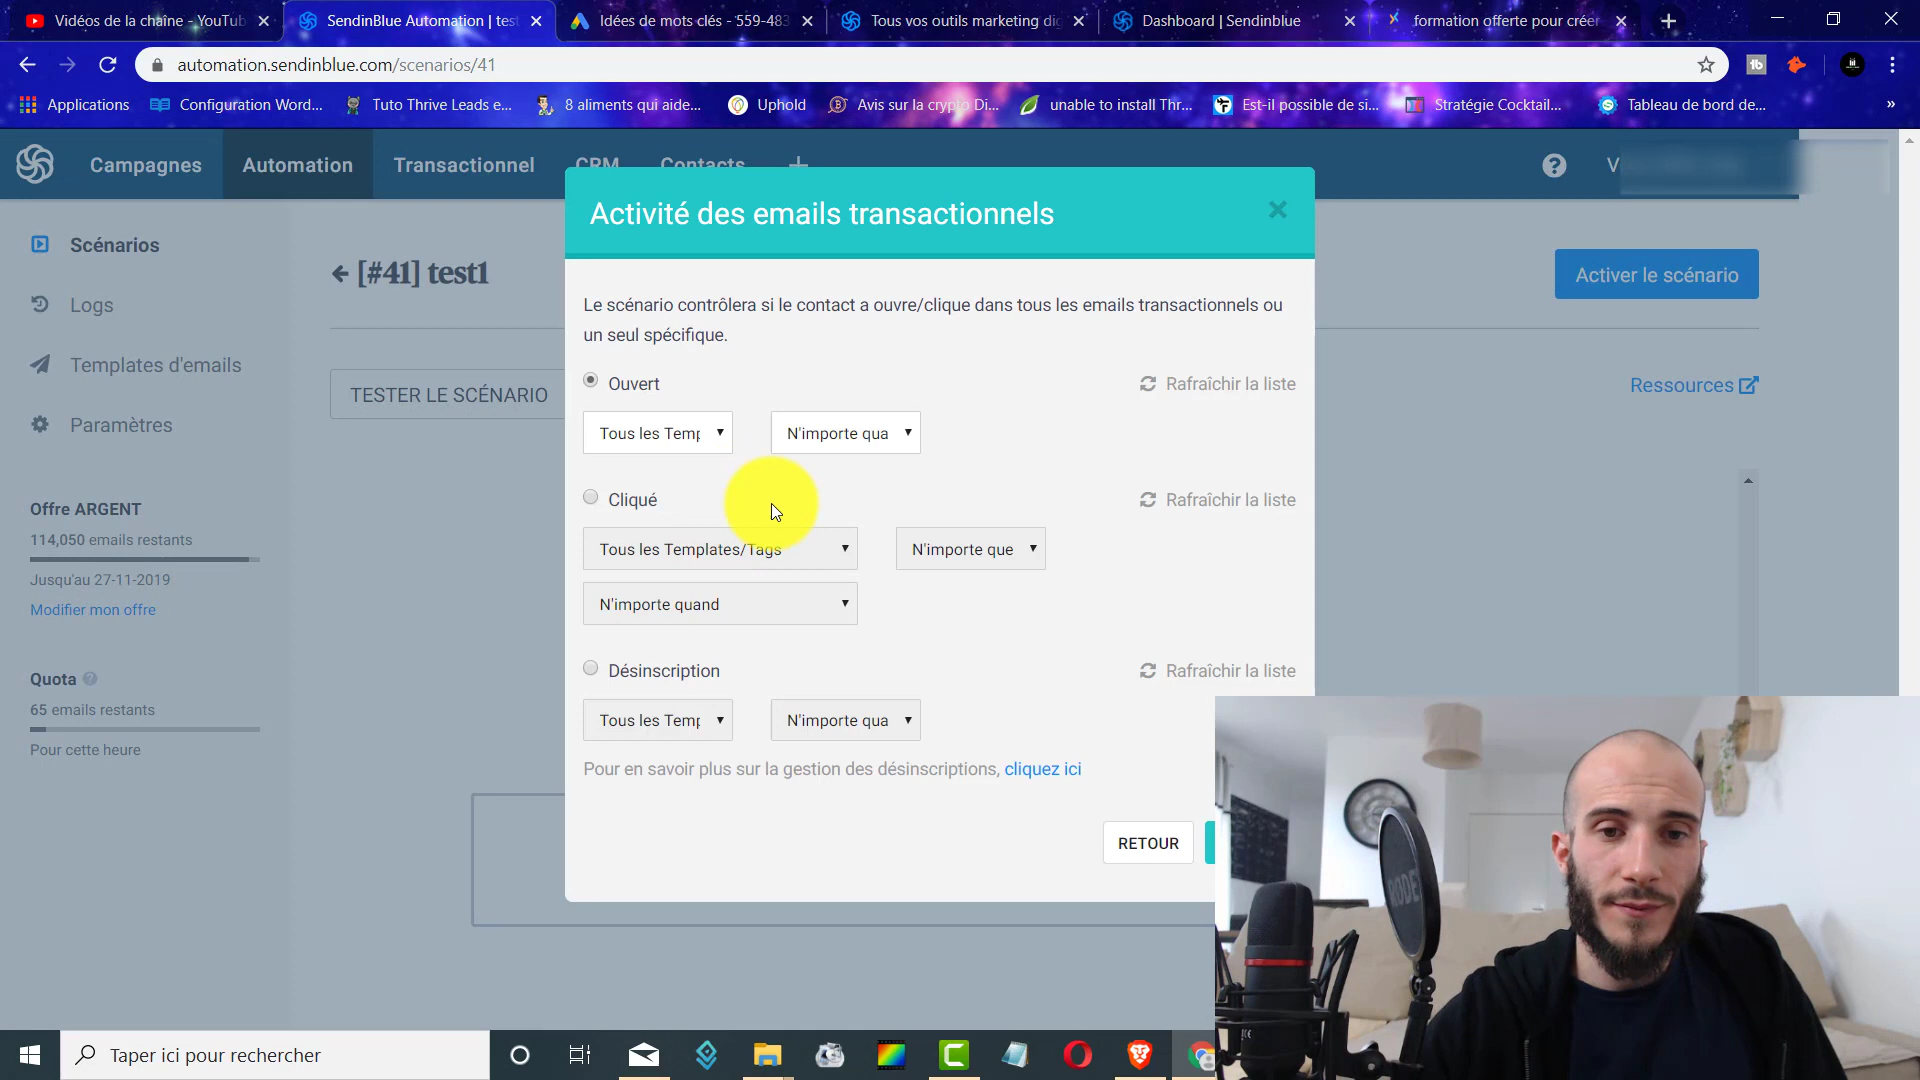 Vidéos de la chaîne - YouTub
SendinBlue Automation | test
Idées de mots clés - 559-483
Tous vos outils marketing dig
Dashboard | Sendinblue
formation offerte pour créer
automation.sendinblue.com/scenarios/41
Applications
Configuration Word...
Tuto Thrive Leads e...
8 aliments qui aide...
Uphold
Avis sur la crypto Di...
unable to install Thr...
Est-il possible de si...
Stratégie Cocktail...
Tableau de bord de...
»
Campagnes
Automation
Transactionnel
CRM
Contacts
V
Scénarios
Logs
Templates d'emails
Paramètres
Offre ARGENT
114,050 emails restants
Jusqu'au 27-11-2019
Modifier mon offre
Quota
65 emails restants
Pour cette heure
[#41] test1
Activer le scénario
TESTER LE SCÉNARIO
Ressources
Activité des emails transactionnels
Le scénario contrôlera si le contact a ouvre/clique dans tous les emails transactionnels ou
un seul spécifique.
Ouvert
Rafraîchir la liste
Tous les Temp
N'importe qua
Cliqué
Rafraîchir la liste
Tous les Templates/Tags
N'importe que
N'importe quand
Désinscription
Rafraîchir la liste
Tous les Temp
N'importe qua
Pour en savoir plus sur la gestion des désinscriptions, cliquez ici
RETOUR
RODE
Taper ici pour rechercher